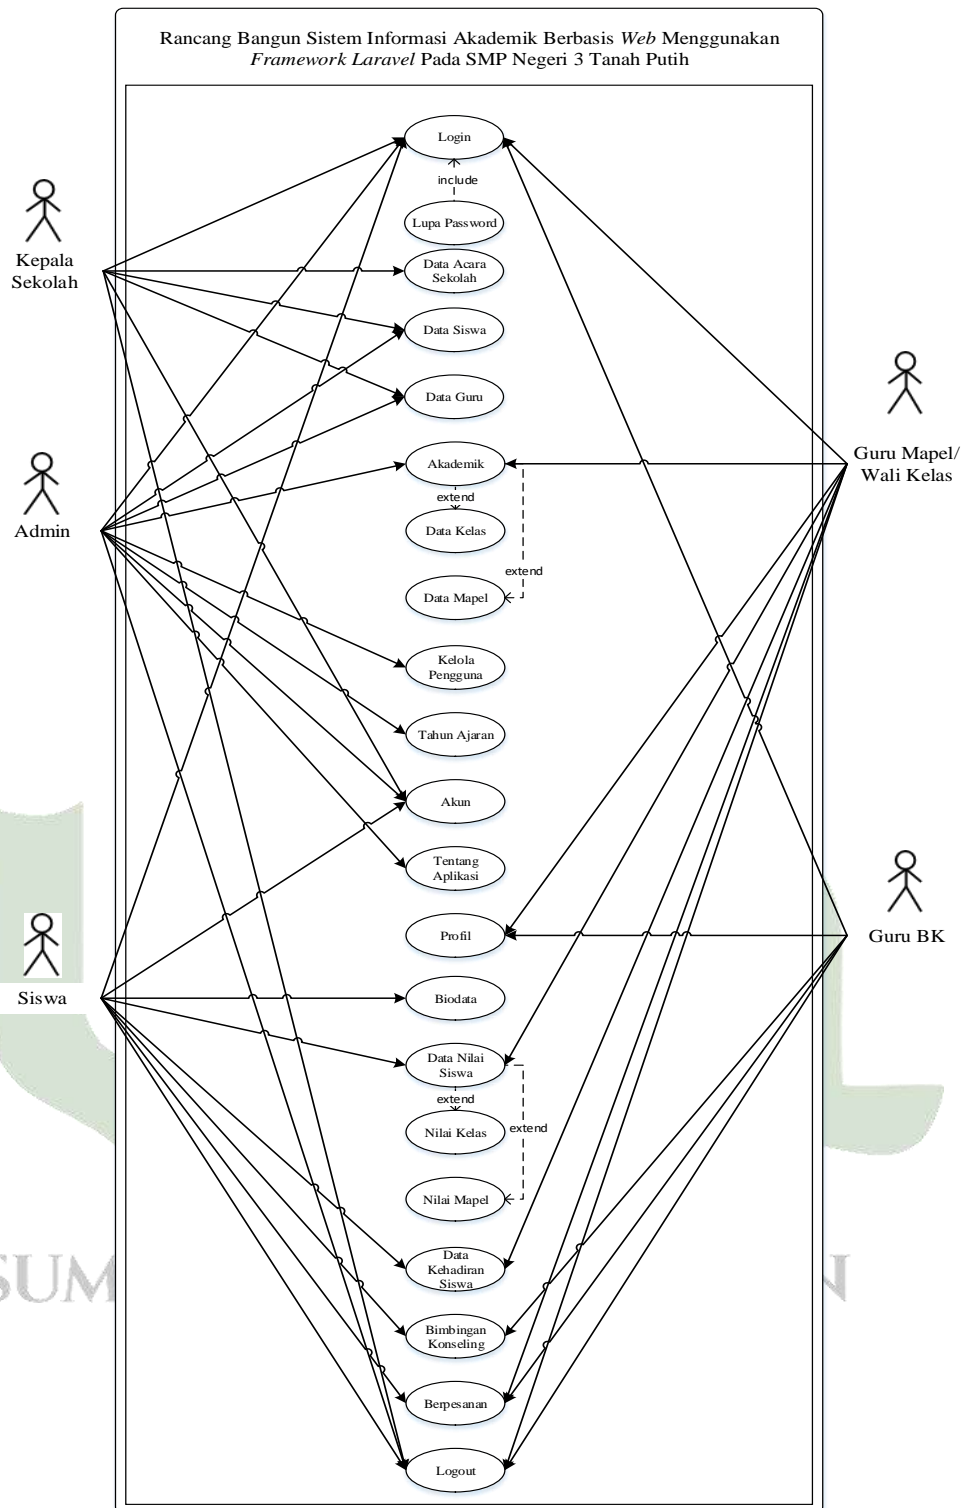 Rancang Bangun Sistem Informasi Akademik Berbasis Web Menggunakan
Framework Laravel Pada SMP Negeri 3 Tanah Putih
Login
include
Lupa Password
Kepala
Sekolah
Data Acara
Sekolah
Data Siswa
Data Guru
Akademik
Guru Mapel/
Wali Kelas
extend
Admin
Data Kelas
extend
Data Mapel
Kelola
Pengguna
Tahun Ajaran
Akun
Tentang
Aplikasi
Profil
Guru BK
Siswa
Biodata
Data Nilai
Siswa
extend
Nilai Kelas
extend
Nilai Mapel
Data
Kehadiran
Siswa
SUM
N
Bimbingan
Konseling
Berpesanan
Logout